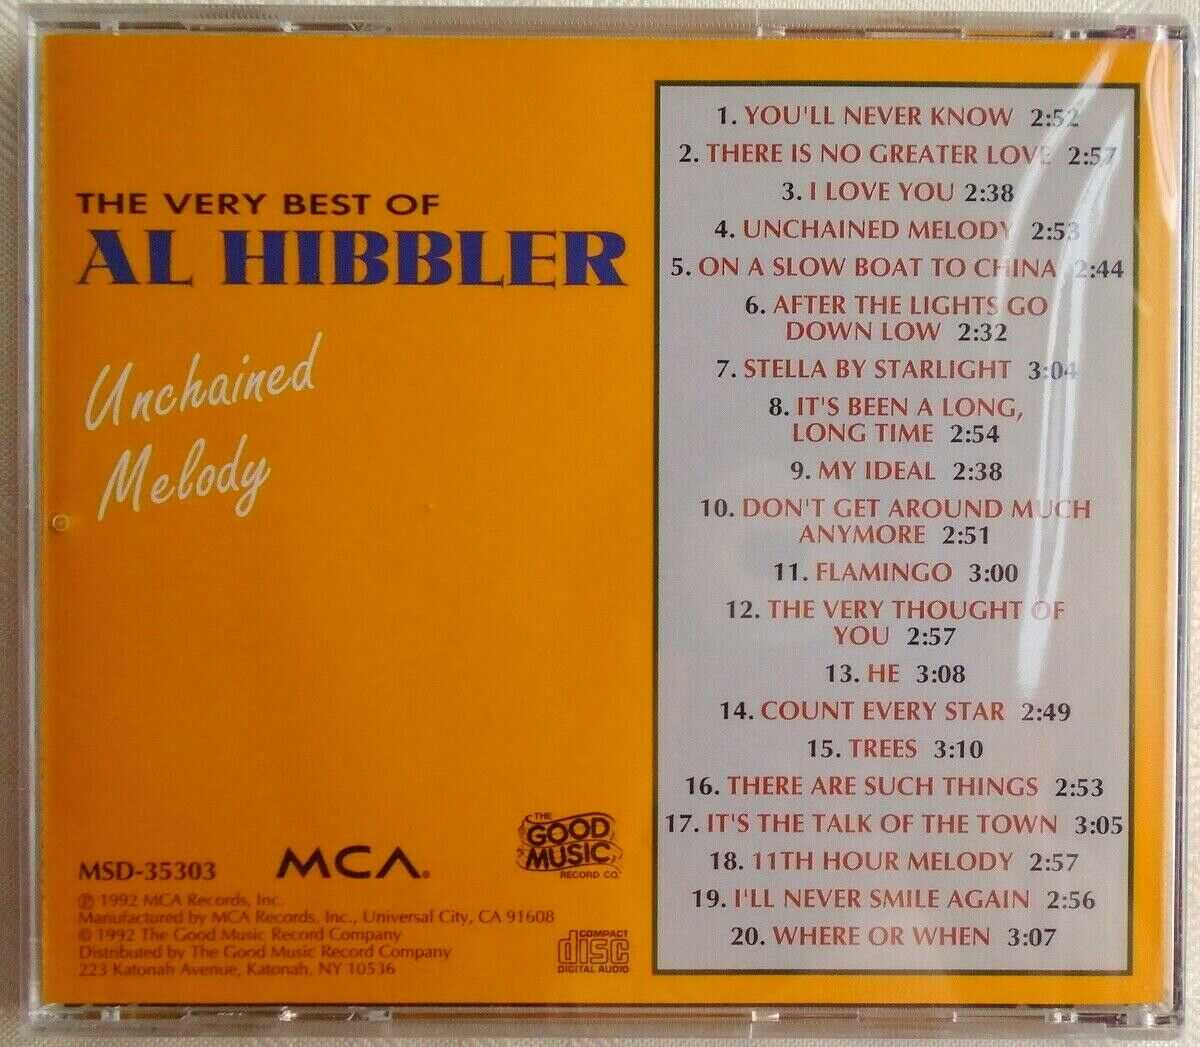 THE VERY BEST OF
AL HIBBLER
Unchained
Melody
1. YOU'LL NEVER KNOW 2:52
2. THERE IS NO GREATER LOVE 2:57
3. I LOVE YOU 2:38
4. UNCHAINED MELODY 2:53
5. ON A SLOW BOAT TO CHINA 2:44
6. AFTER THE LIGHTS GO
DOWN LOW 2:32
7. STELLA BY STARLIGHT 3:04
8. IT'S BEEN A LONG,
LONG TIME 2:54
9. MY IDEAL 2:38
10. DON'T GET AROUND MUCH
ANYMORE 2:51
11. FLAMINGO 3:00
12. THE VERY THOUGHT OF
YOU 2:57
13. HE 3:08
14. COUNT EVERY STAR 2:49
15. TREES 3:10
16. THERE ARE SUCH THINGS 2:53
17. IT'S THE TALK OF THE TOWN 3:05
18. 11TH HOUR MELODY 2:57
19. I'LL NEVER SMILE AGAIN 2:56
20. WHERE OR WHEN 3:07
MSD-35303
MCA®
THE
GOOD
MUSIC
RECORD CO.
℗ 1992 MCA Records, Inc.
Manufactured by MCA Records, Inc., Universal City, CA 91608
© 1992 The Good Music Record Company
Distributed by The Good Music Record Company
223 Katonah Avenue, Katonah, NY 10536
COMPACT
disc
DIGITAL AUDIO